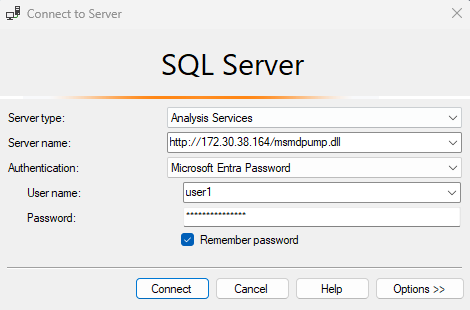 Connect to Server
SQL Server
Server type: Analysis Services
Server name: http://172.30.38.164/msmdpump.dll
Authentication: Microsoft Entra Password
User name: user1
Password: ***************
Remember password
Connect Cancel Help Options >>